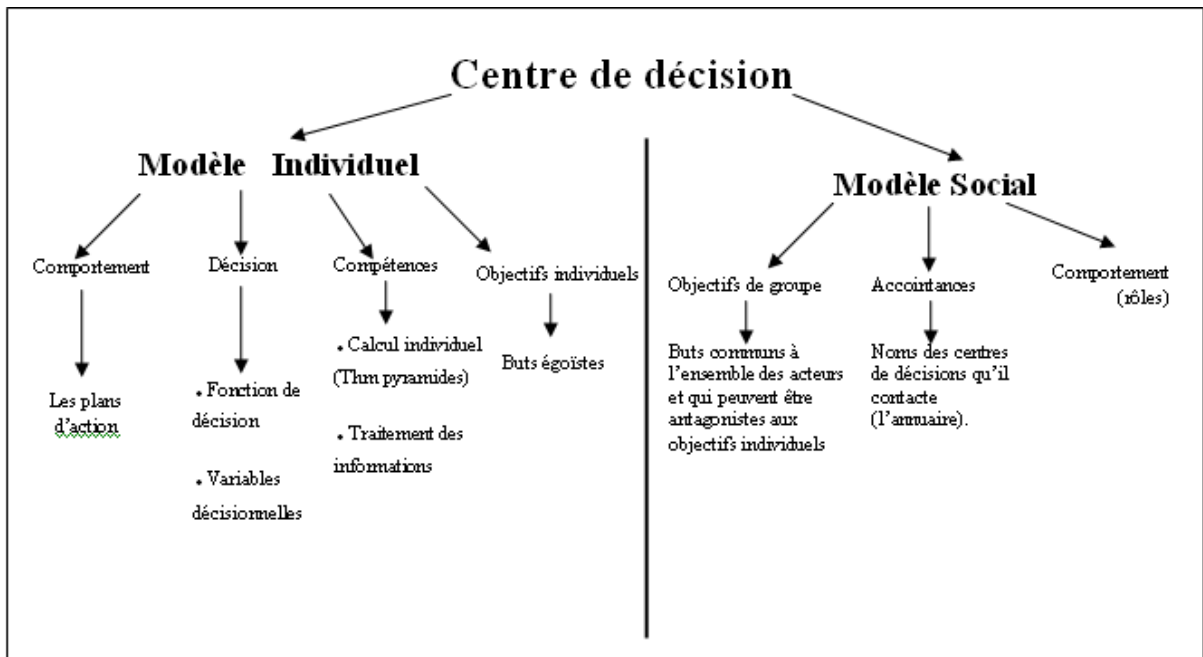 Centre de décision
Modèle Individuel
Comportement
Les plans
d'action
Décision
• Fonction de
décision
• Variables
décisionnelles
Compétences
• Calcul individuel
(Thm pyramides)
• Traitement des
informations
Objectifs individuels
Buts égoïstes
Modèle Social
Objectifs de groupe
Buts communs à
l'ensemble des acteurs
et qui peuvent être
antagonistes aux
objectifs individuels
Accointances
Noms des centres
de décisions qu'il
contacte
(l'annuaire).
Comportement
(rôles)